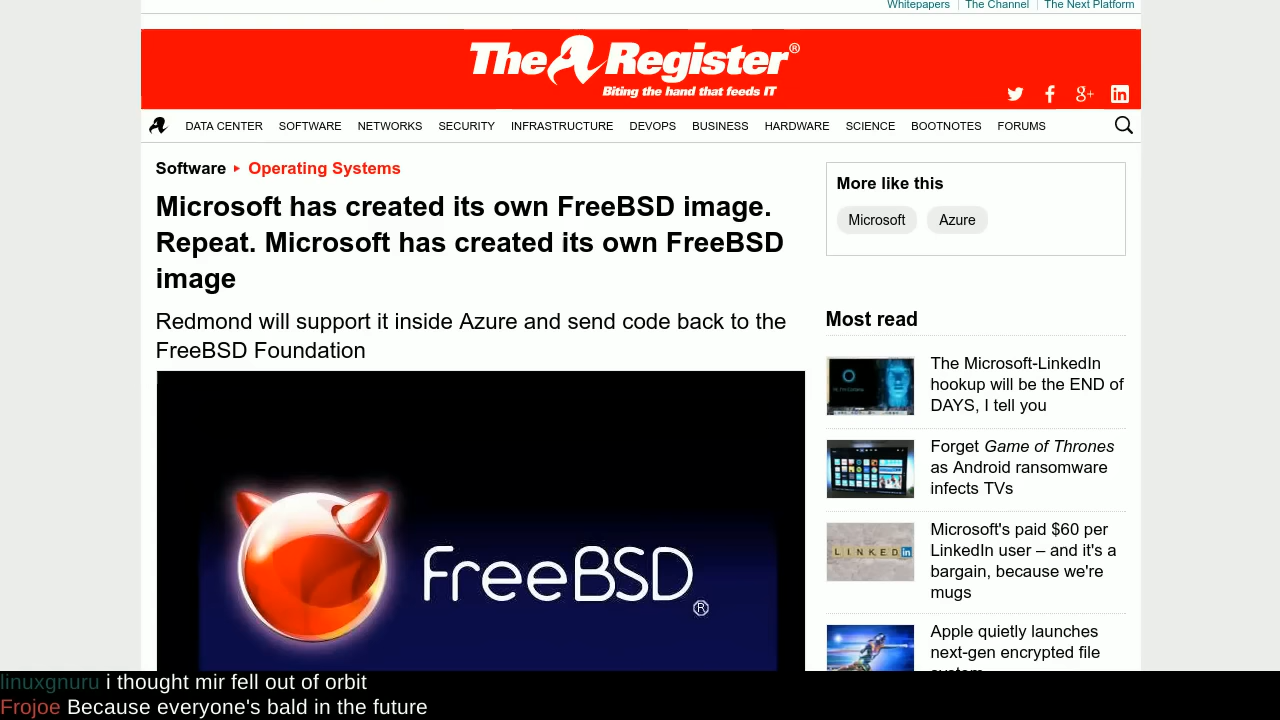 Whitepapers The Channel The Next Platform
The Register®
Biting the hand that feeds IT
DATA CENTER SOFTWARE NETWORKS SECURITY INFRASTRUCTURE DEVOPS BUSINESS HARDWARE SCIENCE BOOTNOTES FORUMS
Software ▸ Operating Systems
Microsoft has created its own FreeBSD image.
Repeat. Microsoft has created its own FreeBSD
image
Redmond will support it inside Azure and send code back to the
FreeBSD Foundation
FreeBSD®
More like this
Microsoft Azure
Most read
The Microsoft-LinkedIn
hookup will be the END of
DAYS, I tell you
Forget Game of Thrones
as Android ransomware
infects TVs
LINKEDin
Microsoft's paid $60 per
LinkedIn user – and it's a
bargain, because we're
mugs
Apple quietly launches
next-gen encrypted file
system
linuxgnuru i thought mir fell out of orbit
Frojoe Because everyone's bald in the future